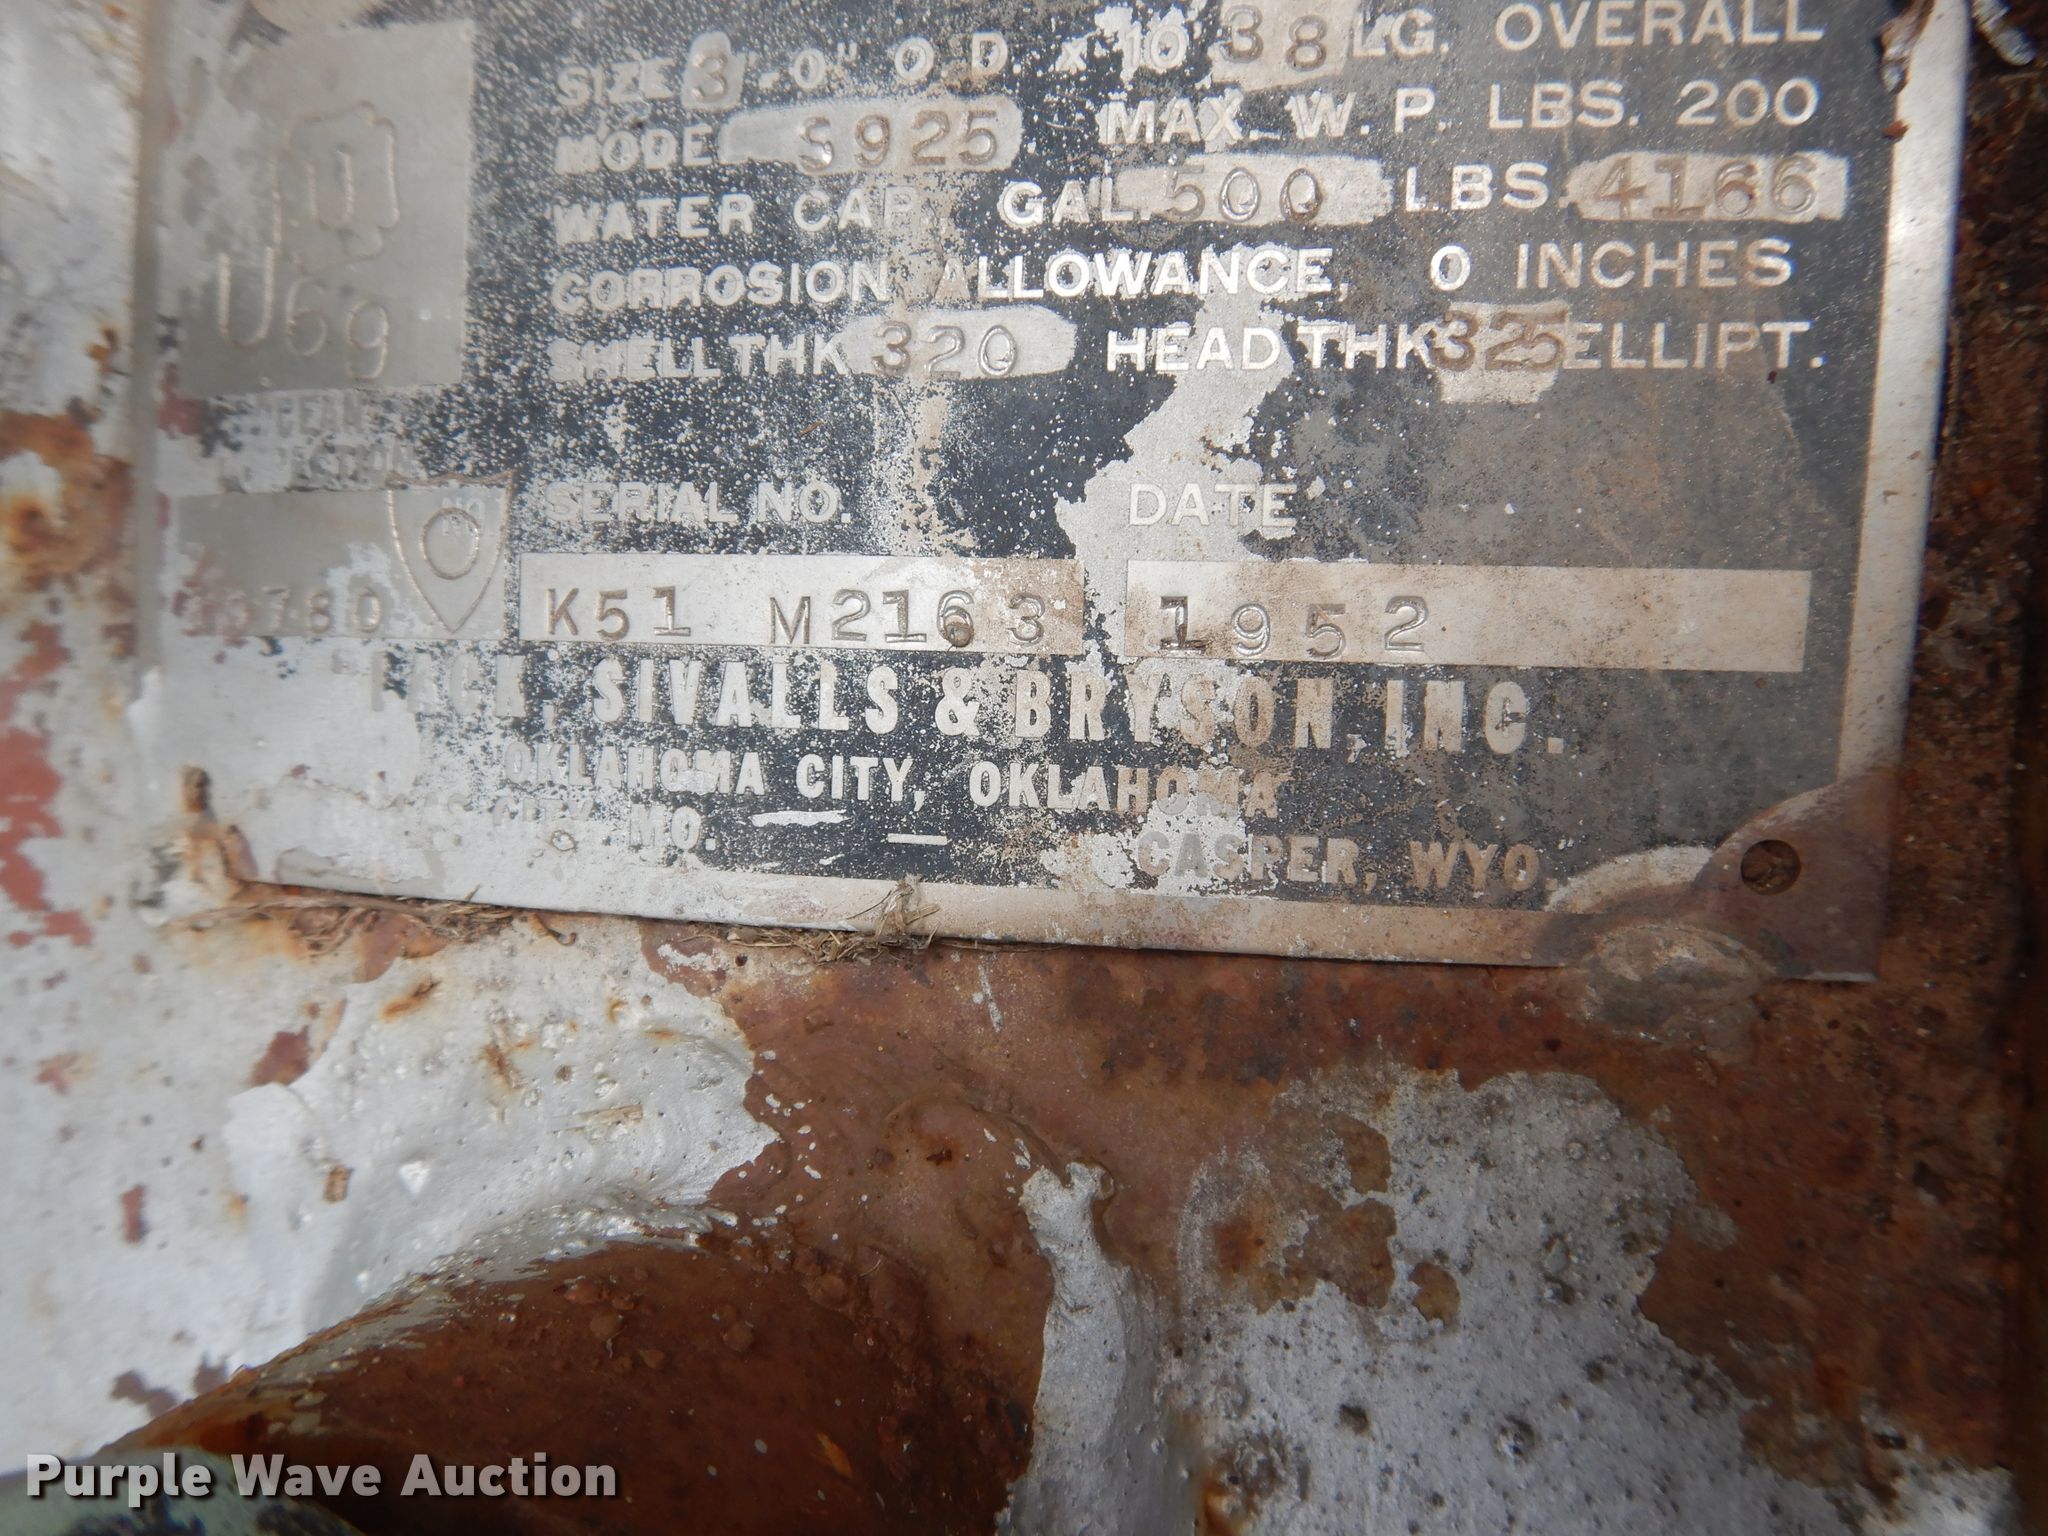 SIZE 3'-0" O.D. x 10 38 LG. OVERALL
MODEL S925 MAX. W.P. LBS. 200
WATER CAP. GAL. 500 LBS. 4166
CORROSION ALLOWANCE, 0 INCHES
SHELL THK 320 HEAD THK 325 ELLIPT.
U
U69
SERIAL NO. DATE
K51 M2163 1952
SIVALLS & BRYSON, INC.
OKLAHOMA CITY, OKLAHOMA
CITY, MO. — — CASPER, WYO.
Purple Wave Auction